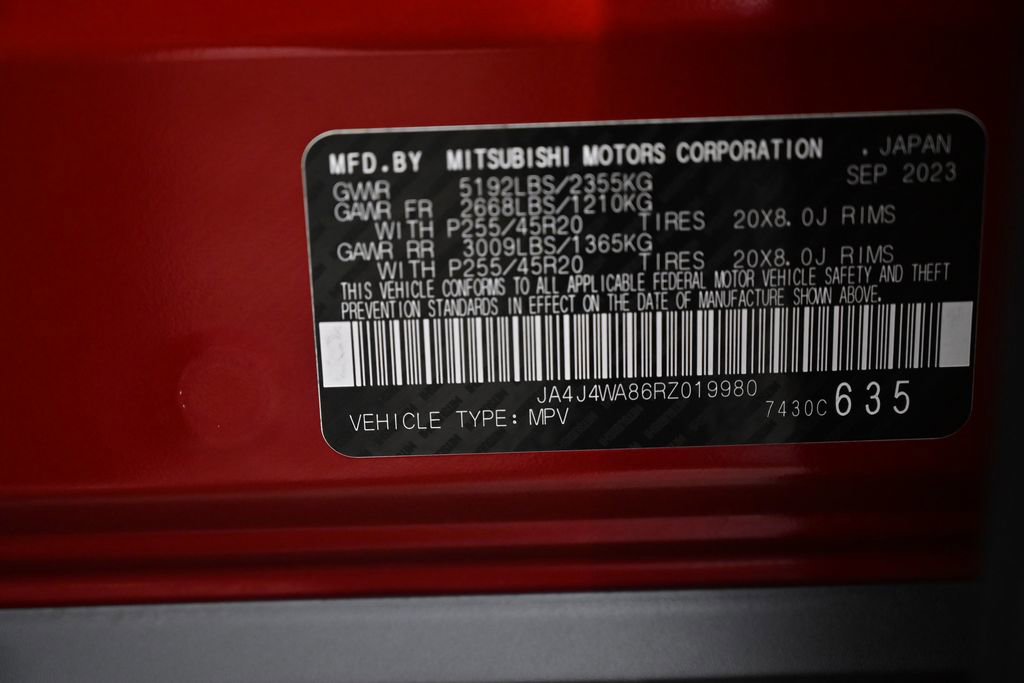 MFD.BY MITSUBISHI MOTORS CORPORATION . JAPAN
GVWR 5192LBS/2355KG SEP 2023
GAWR FR 2668LBS/1210KG
WITH P255/45R20 TIRES 20X8.0J RIMS
GAWR RR 3009LBS/1365KG
WITH P255/45R20 TIRES 20X8.0J RIMS
THIS VEHICLE CONFORMS TO ALL APPLICABLE FEDERAL MOTOR VEHICLE SAFETY AND THEFT
PREVENTION STANDARDS IN EFFECT ON THE DATE OF MANUFACTURE SHOWN ABOVE.
JA4J4WA86RZ019980
VEHICLE TYPE: MPV 7430C 635